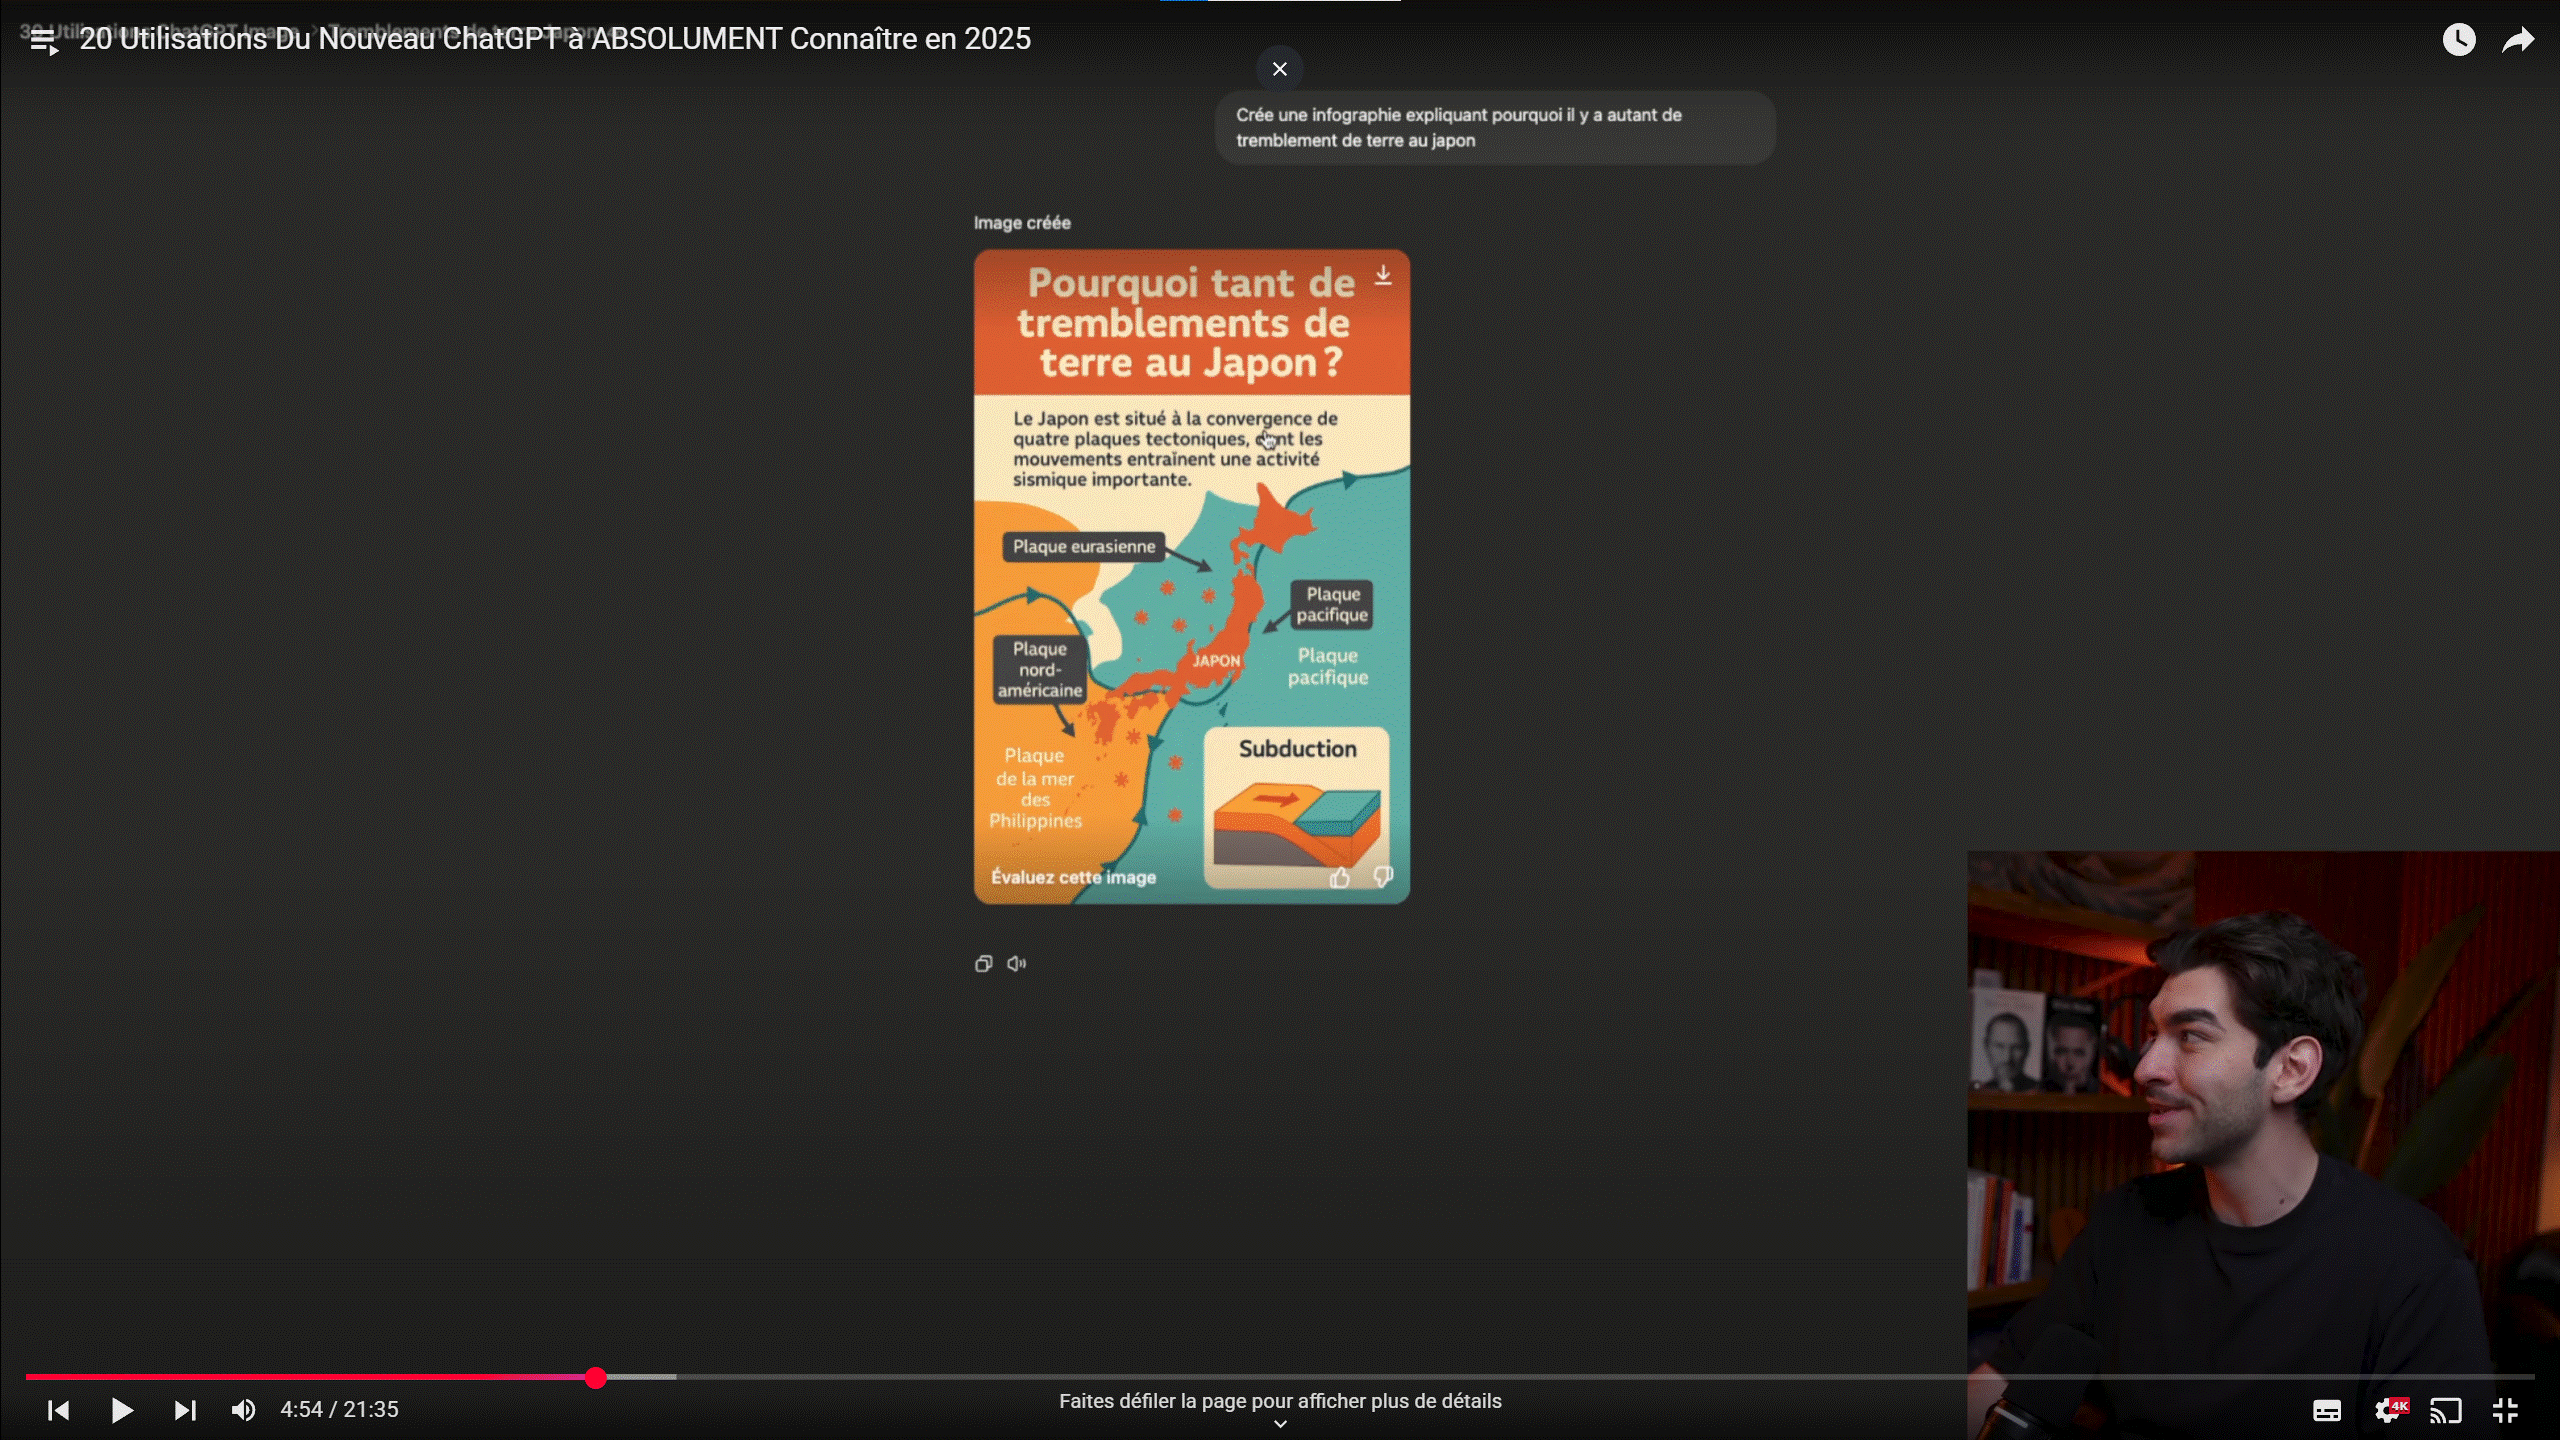 20 Utilisations Du Nouveau ChatGPT à ABSOLUMENT Connaître en 2025
Crée une infographie expliquant pourquoi il y a autant de
tremblement de terre au japon
Image créée
Pourquoi tant de
tremblements de
terre au Japon ?
Le Japon est situé à la convergence de
quatre plaques tectoniques, dont les
mouvements entraînent une activité
sismique importante.
Plaque eurasienne
Plaque
pacifique
Plaque
nord-
américaine
JAPON
Plaque
pacifique
Plaque
de la mer
des
Philippines
Subduction
Évaluez cette image
4:54 / 21:35
Faites défiler la page pour afficher plus de détails
4K